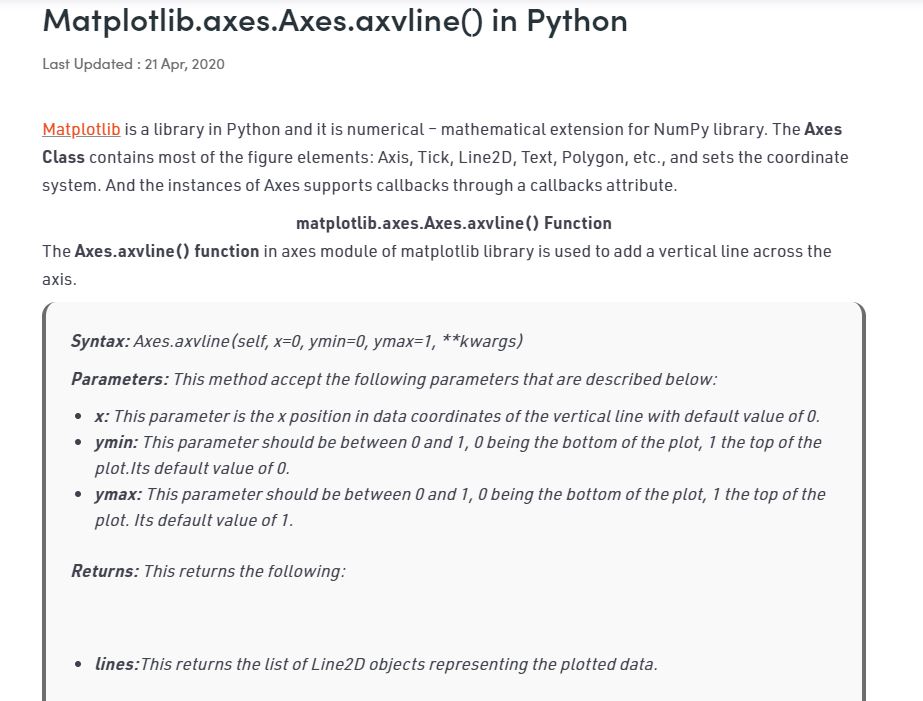 Matplotlib.axes.Axes.axvline() in Python
Last Updated : 21 Apr, 2020
Matplotlib is a library in Python and it is numerical – mathematical extension for NumPy library. The Axes
Class contains most of the figure elements: Axis, Tick, Line2D, Text, Polygon, etc., and sets the coordinate
system. And the instances of Axes supports callbacks through a callbacks attribute.
matplotlib.axes.Axes.axvline() Function
The Axes.axvline() function in axes module of matplotlib library is used to add a vertical line across the
axis.
Syntax: Axes.axvline(self, x=0, ymin=0, ymax=1, **kwargs)
Parameters: This method accept the following parameters that are described below:
• x: This parameter is the x position in data coordinates of the vertical line with default value of 0.
• ymin: This parameter should be between 0 and 1, 0 being the bottom of the plot, 1 the top of the
plot.Its default value of 0.
• ymax: This parameter should be between 0 and 1, 0 being the bottom of the plot, 1 the top of the
plot. Its default value of 1.
Returns: This returns the following:
• lines:This returns the list of Line2D objects representing the plotted data.